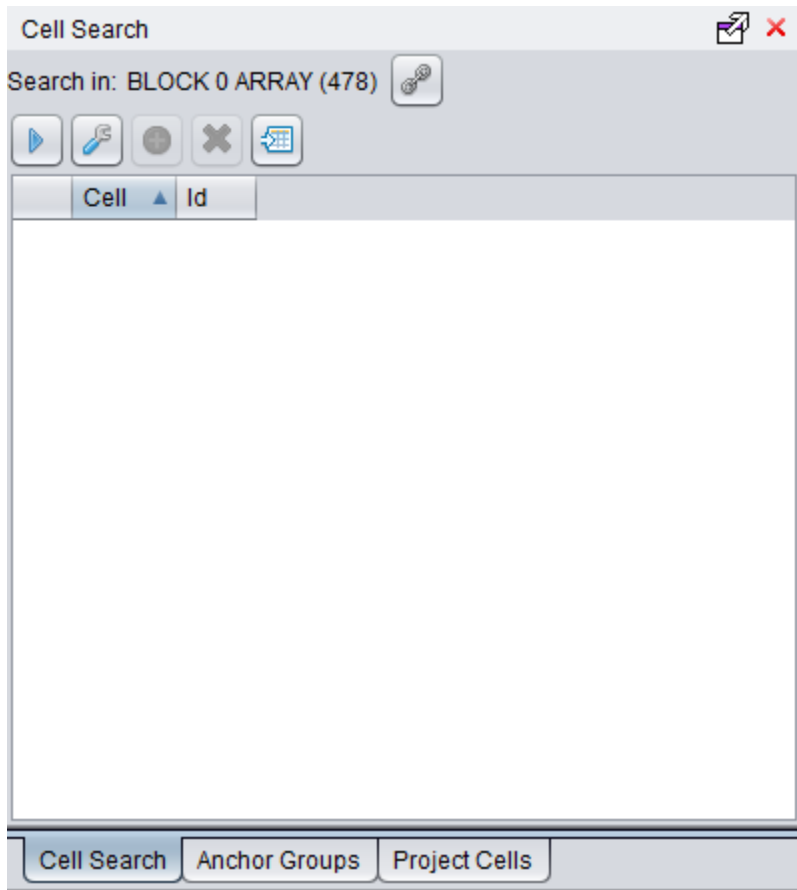 Cell Search
Search in: BLOCK 0 ARRAY (478)
Cell Id
Cell Search Anchor Groups Project Cells